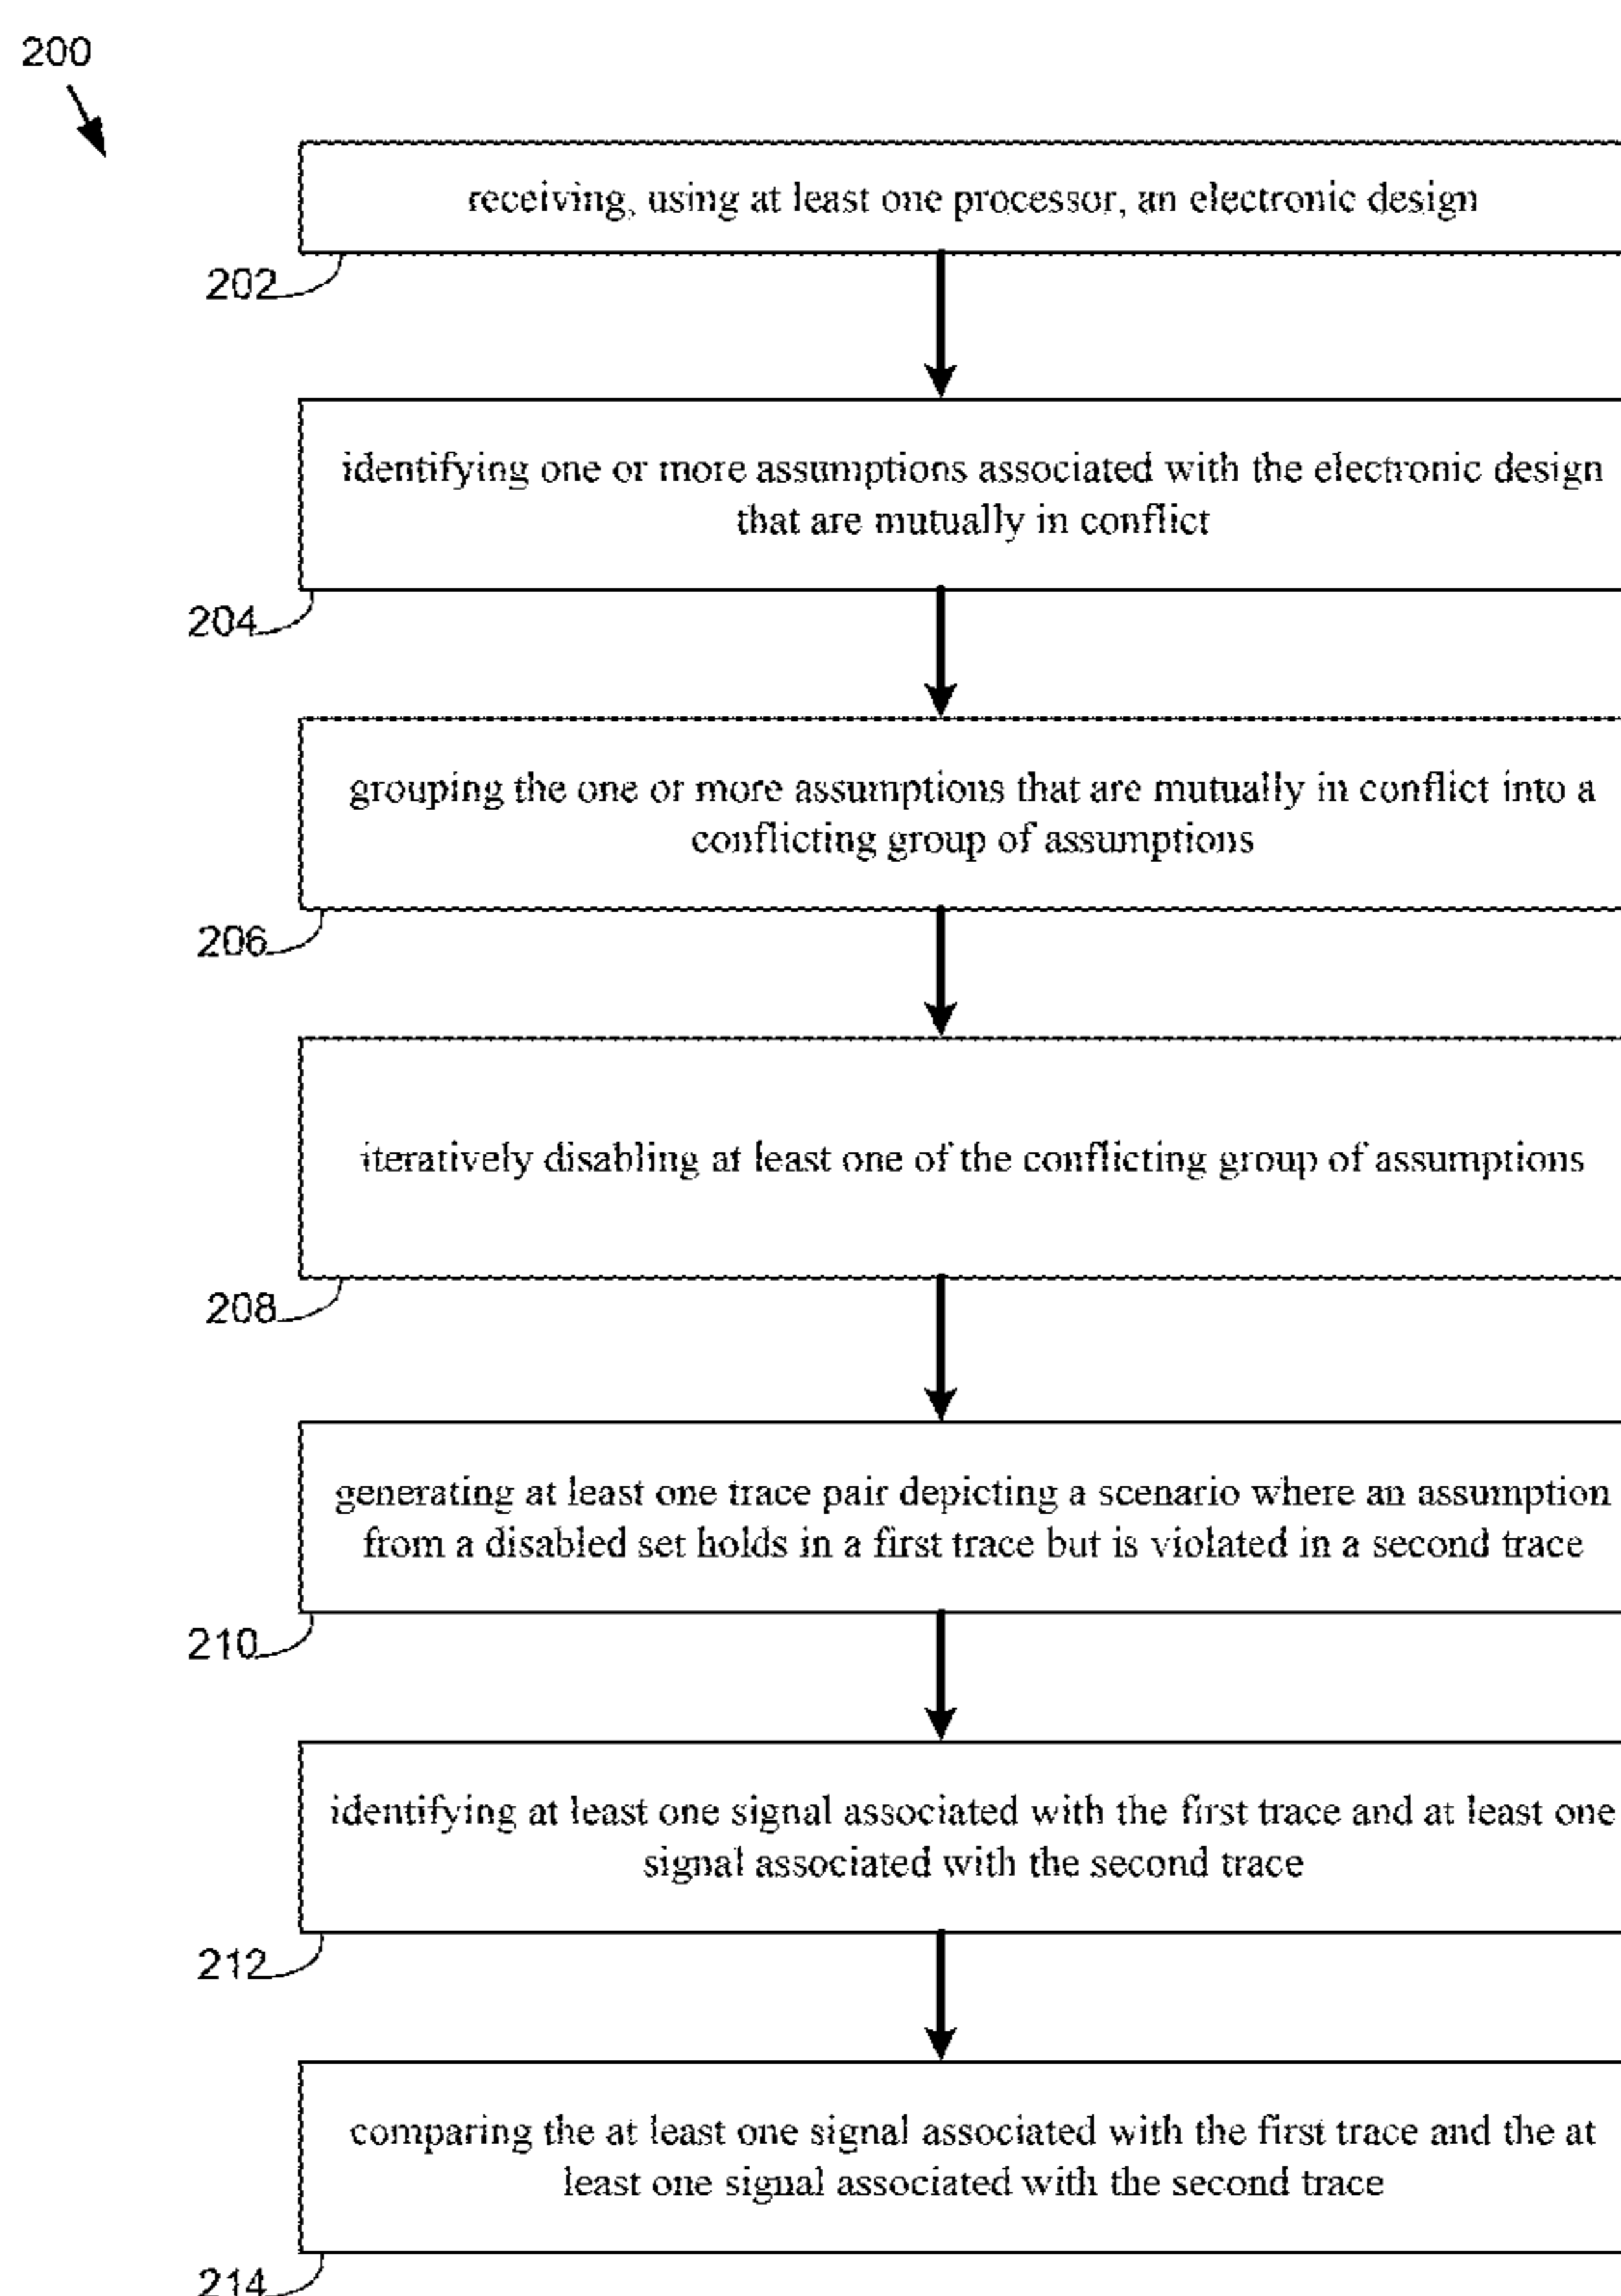 200
receiving, using at least one processor, an electronic design
202
identifying one or more assumptions associated with the electronic design
that are mutually in conflict
204
grouping the one or more assumptions that are mutually in conflict into a
conflicting group of assumptions
206
iteratively disabling at least one of the conflicting group of assumptions
208
generating at least one trace pair depicting a scenario where an assumption
from a disabled set holds in a first trace but is violated in a second trace
210
identifying at least one signal associated with the first trace and at least one
signal associated with the second trace
212
comparing the at least one signal associated with the first trace and the at
least one signal associated with the second trace
214